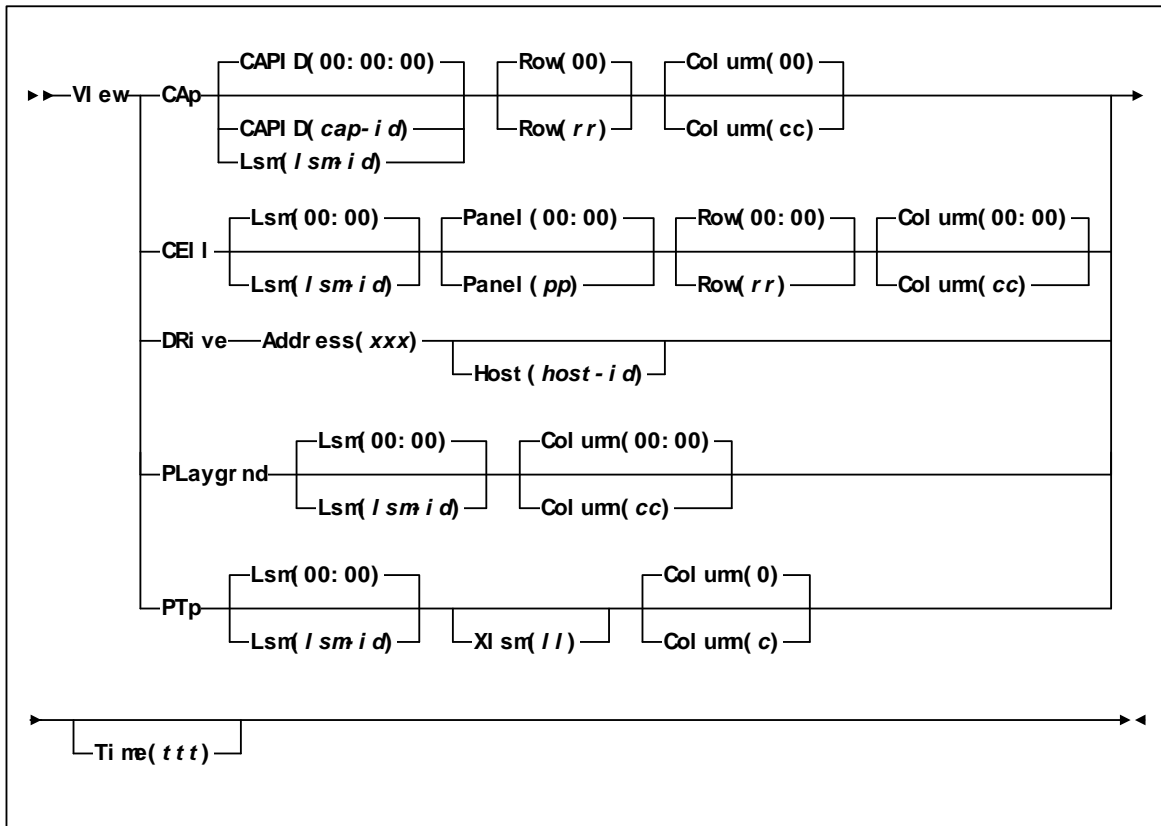 CAPID(00:00:00) Row(00) Column(00)
VIew CAp
CAPID(cap-id) Row(rr) Column(cc)
Lsm(lsm-id)
Lsm(00:00) Panel(00:00) Row(00:00) Column(00:00)
CEll
Lsm(lsm-id) Panel(pp) Row(rr) Column(cc)
DRive Address(xxx)
Host(host-id)
Lsm(00:00) Column(00:00)
PLaygrnd
Lsm(lsm-id) Column(cc)
Lsm(00:00) Column(0)
PTp
Lsm(lsm-id) Xlsm(ll) Column(c)
Time(ttt)